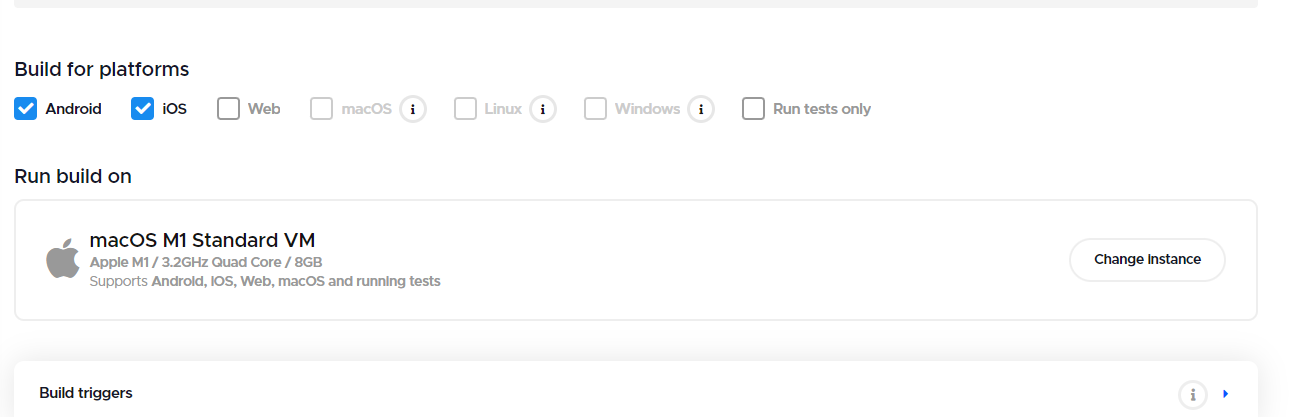 Build for platforms
Android iOS Web macOS i Linux i Windows i Run tests only
Run build on
macOS M1 Standard VM
Apple M1 / 3.2GHz Quad Core / 8GB
Supports Android, iOS, Web, macOS and running tests
Change instance
Build triggers i